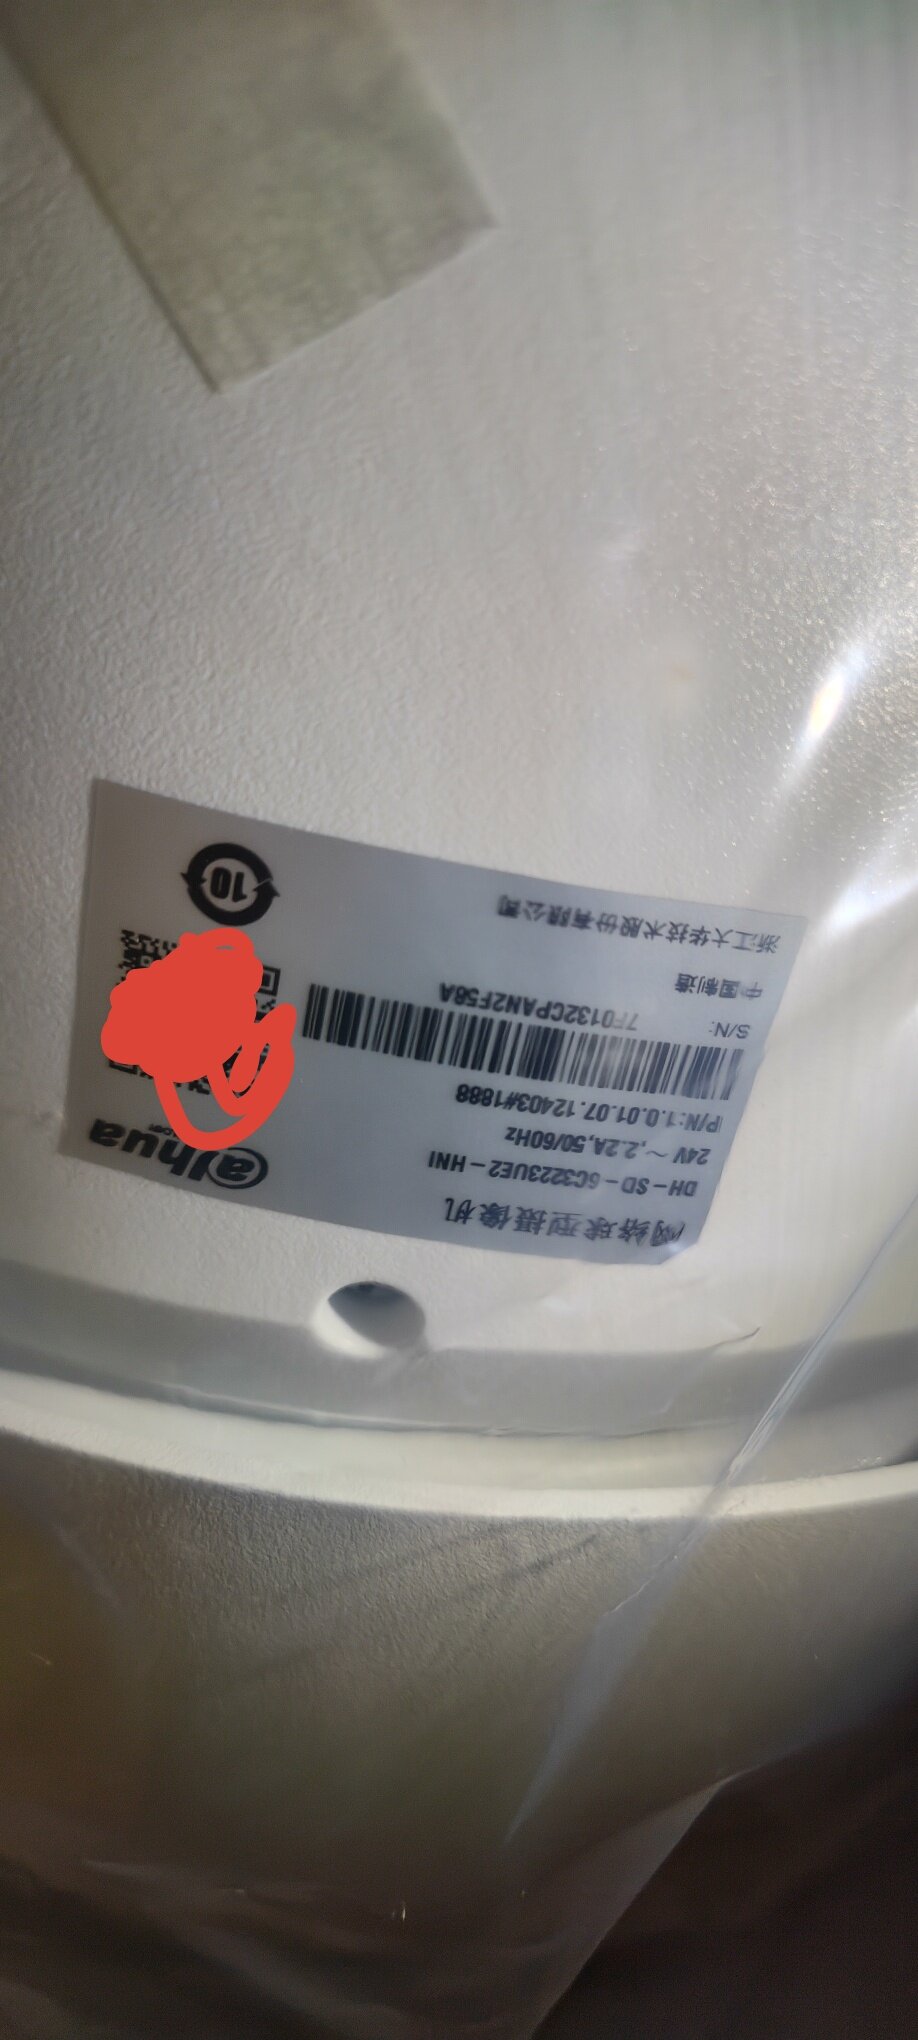 网络球型摄像机
DH-SD-6C3223UE2-HNI
24V～,2.2A,50/60Hz
P/N:1.0.01.07.12403#1888
S/N: 7F0132CPAN2F58A
中国制造
浙江大华技术股份有限公司
alhua
10